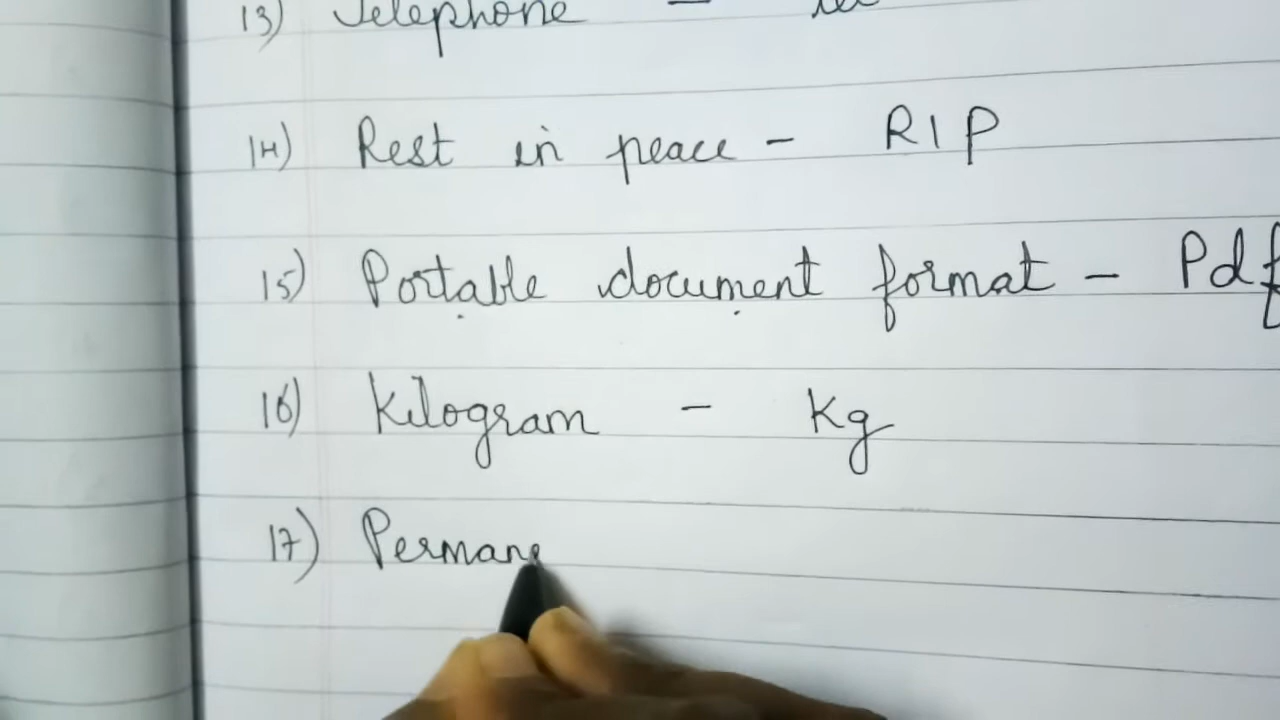 13) Telephone -
14) Rest in peace - RIP
15) Portable document format - Pdf
16) Kilogram - Kg
17) Permane